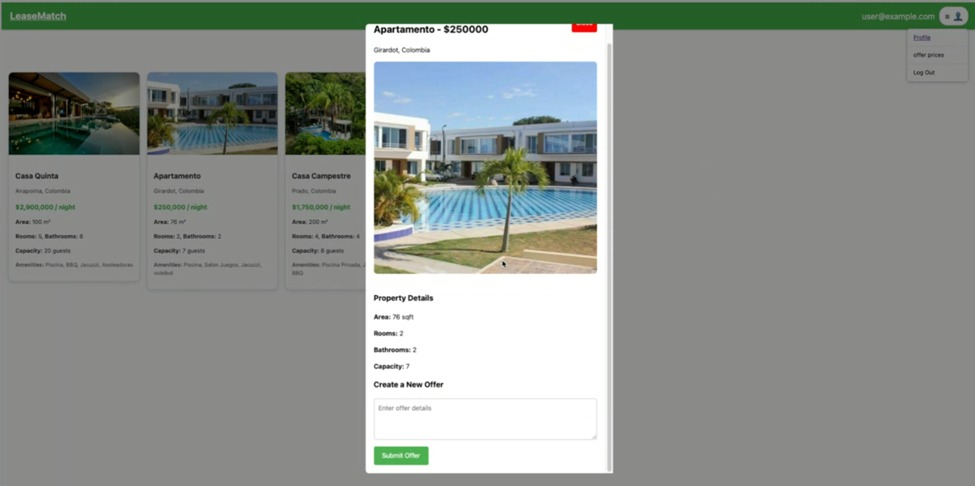 LeaseMatch
user@example.com
Profile
offer prices
Log Out
Apartamento - $250000
Girardot, Colombia
Property Details
Area: 76 sqft
Rooms: 2
Bathrooms: 2
Capacity: 7
Create a New Offer
Enter offer details
Submit Offer
Casa Quinta
Anapoima, Colombia
$2,900,000 / night
Area: 100 m²
Rooms: 5, Bathrooms: 8
Capacity: 20 guests
Amenities: Piscina, BBQ, Jacuzzi, Asoleadoras
Apartamento
Girardot, Colombia
$250,000 / night
Area: 76 m²
Rooms: 2, Bathrooms: 2
Capacity: 7 guests
Amenities: Piscina, Salon Juegos, Jacuzzi,
voleibol
Casa Campestre
Prado, Colombia
$1,750,000 / night
Area: 200 m²
Rooms: 4, Bathrooms: 4
Capacity: 8 guests
Amenities: Piscina Privada,
BBQ